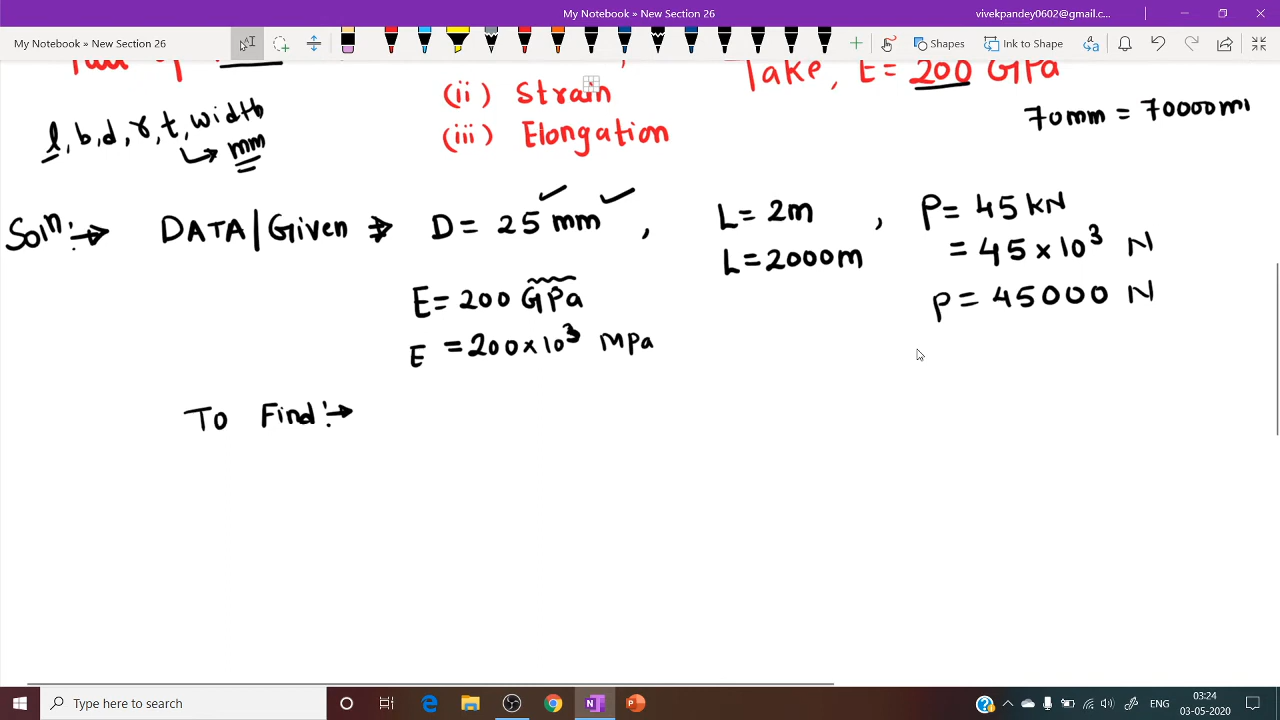 My Notebook » New Section 26
vivekpandey0602@gmail.c...
My Notebook » New Section 26
Shapes
Ink to Shape
Take, E = 200 GPa
(ii) Strain
(iii) Elongation
l, b, d, r, t, width
mm
70mm = 70000m
Soln:→ DATA/Given ⇒ D = 25 mm, L = 2m, P = 45 kN
L = 2000m
= 45 × 10³ N
E = 200 GPa
P = 45000 N
E = 200 × 10³ MPa
To Find:→
Type here to search
ENG
03:24
03-05-2020